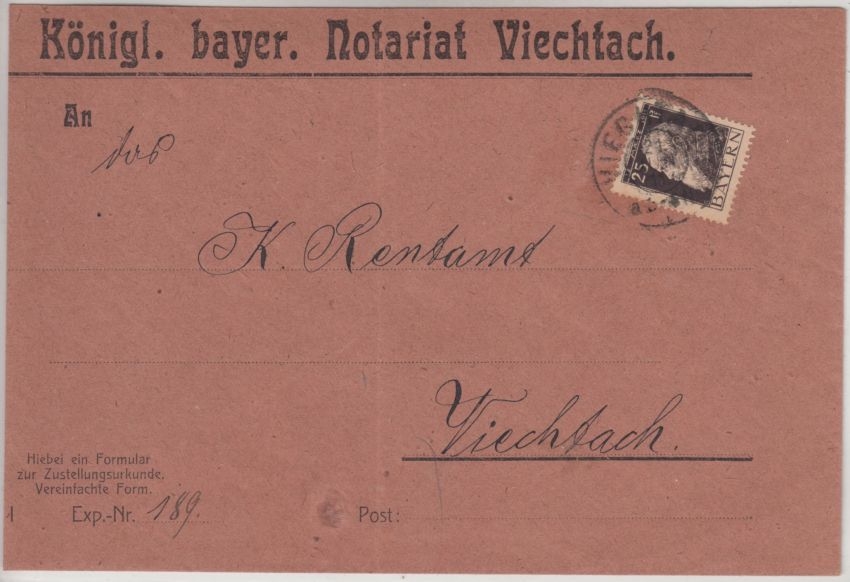 Königl. bayer. Notariat Viechtach.
An
das
25
BAYERN
K. Rentamt
Viechtach.
Hiebei ein Formular
zur Zustellungsurkunde.
Vereinfachte Form.
Exp.-Nr. 189.
Post: